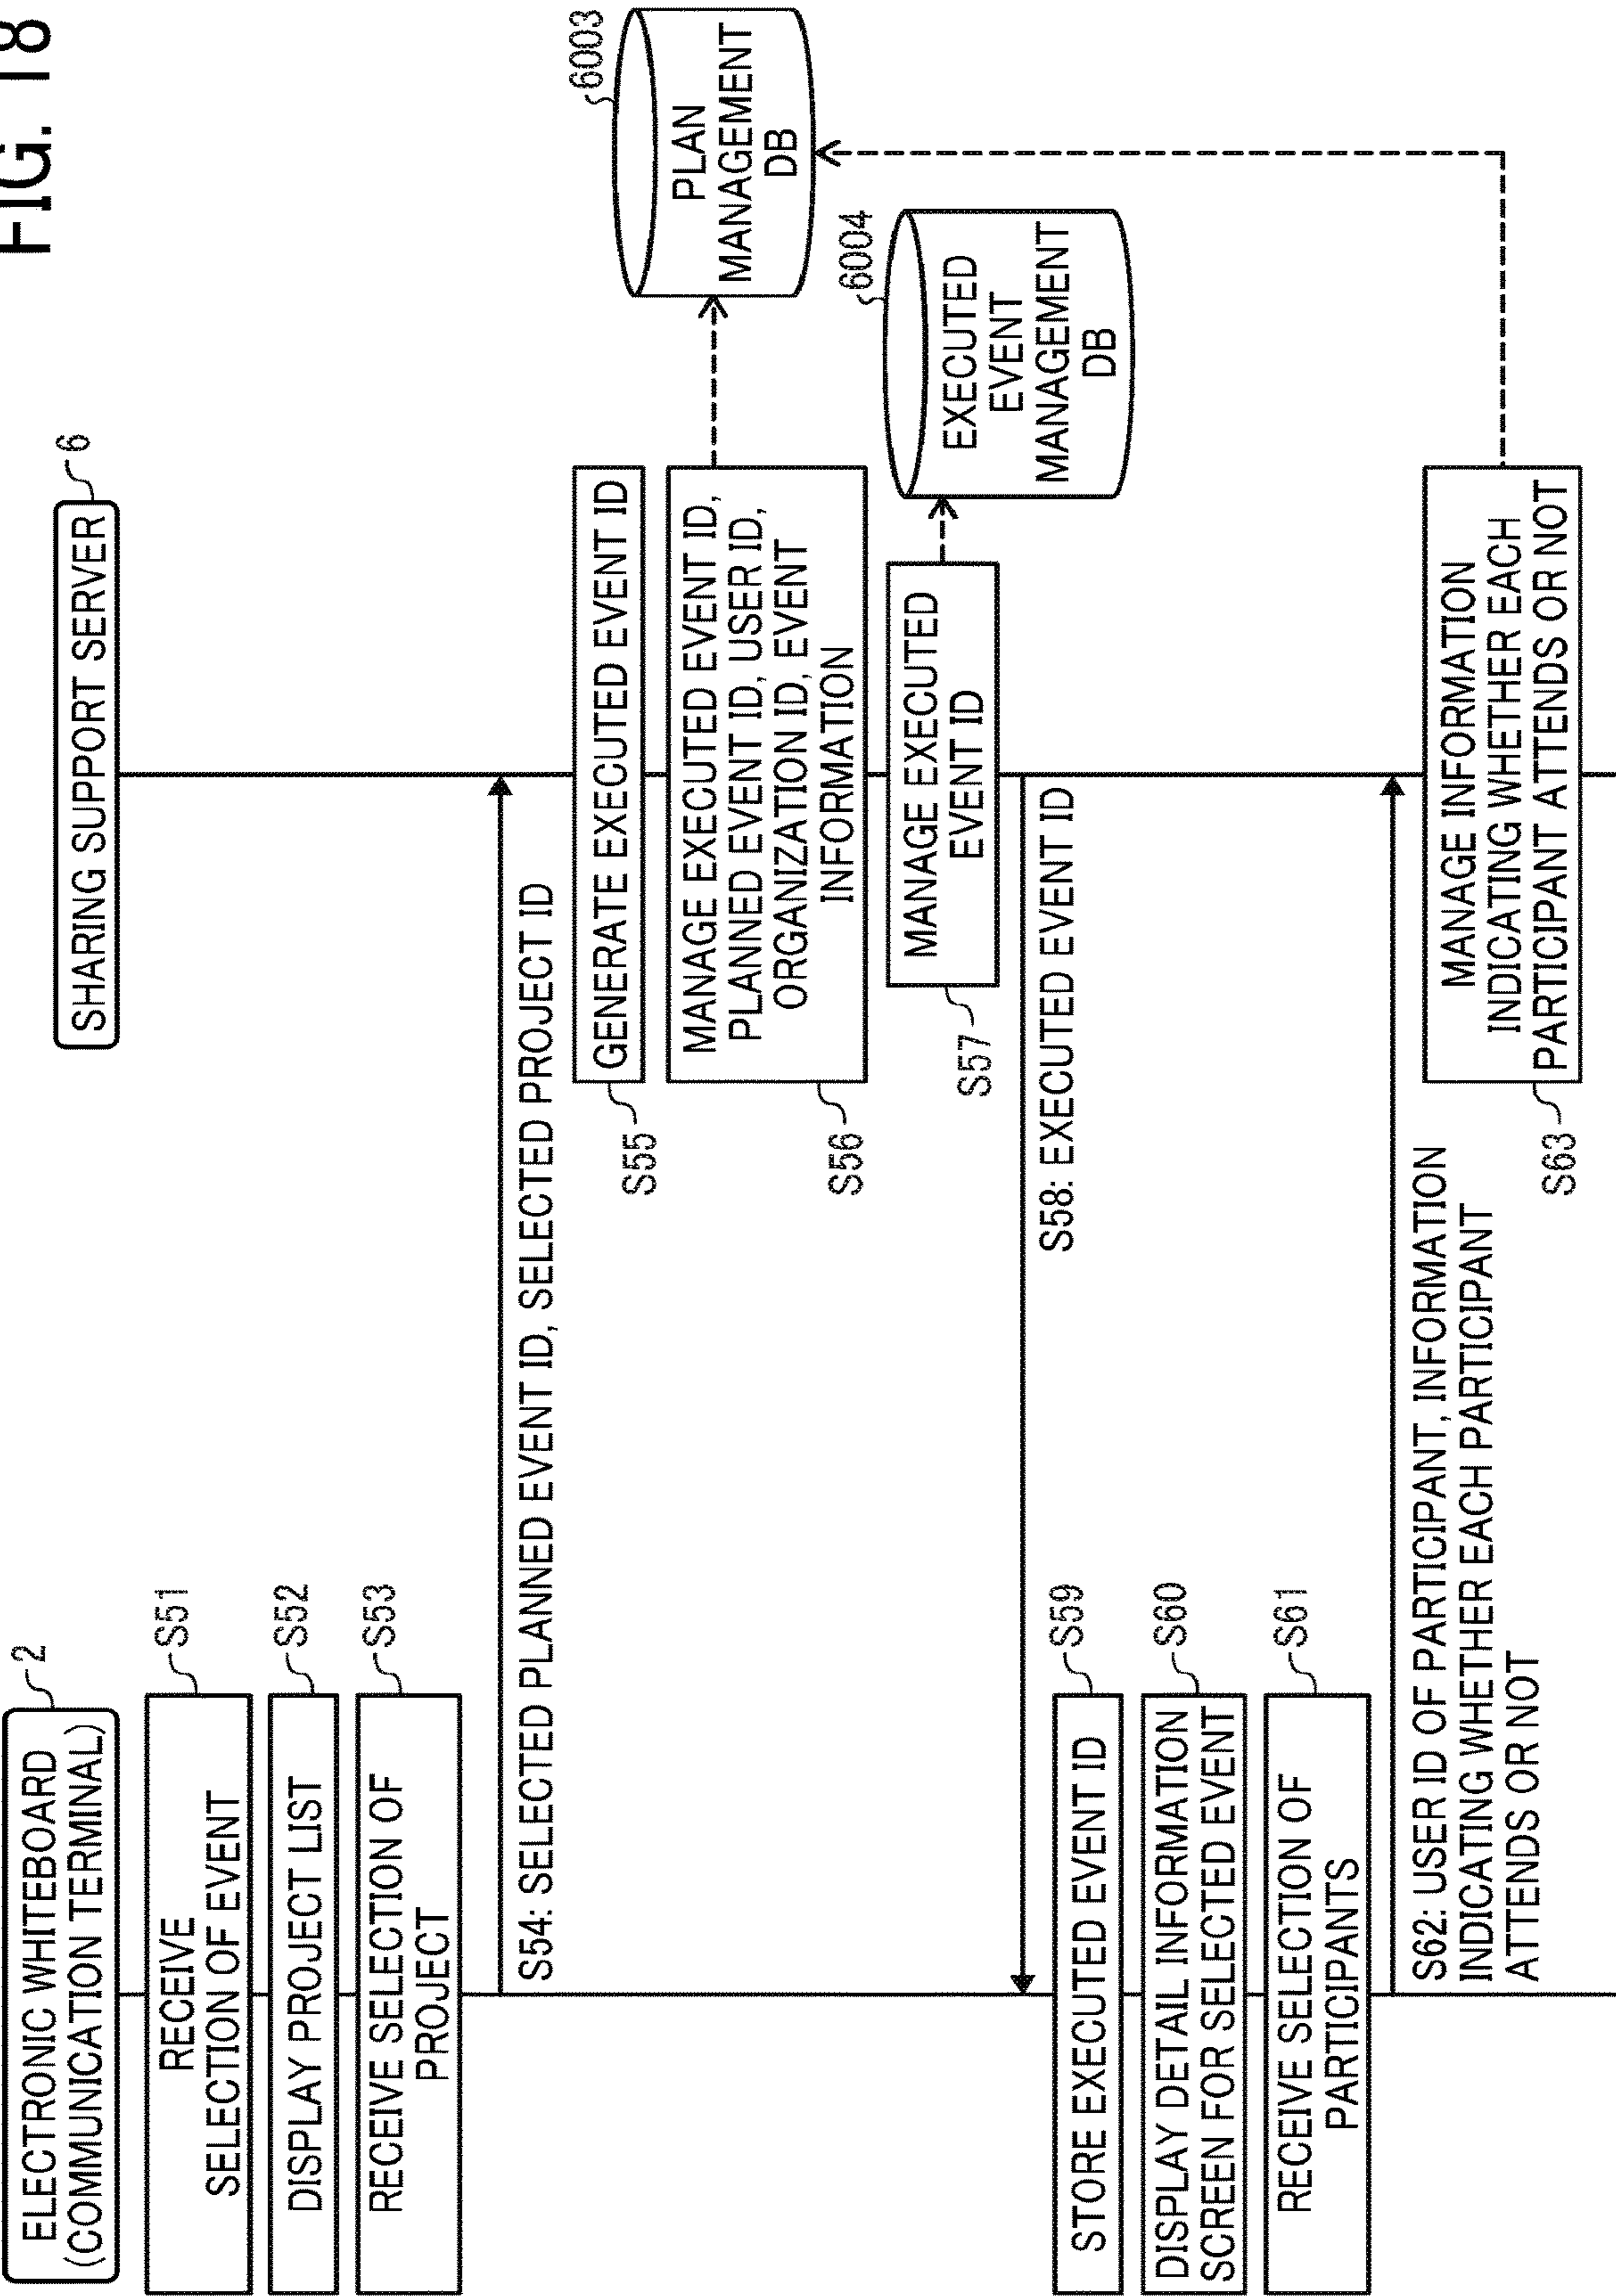 FIG. 18
ELECTRONIC WHITEBOARD
(COMMUNICATION TERMINAL)
2
SHARING SUPPORT SERVER
6
RECEIVE
SELECTION OF EVENT
S51
DISPLAY PROJECT LIST
S52
RECEIVE SELECTION OF
PROJECT
S53
S54: SELECTED PLANNED EVENT ID, SELECTED PROJECT ID
GENERATE EXECUTED EVENT ID
S55
MANAGE EXECUTED EVENT ID,
PLANNED EVENT ID, USER ID,
ORGANIZATION ID, EVENT
INFORMATION
S56
PLAN
MANAGEMENT
DB
6003
MANAGE EXECUTED
EVENT ID
S57
EXECUTED
EVENT
MANAGEMENT
DB
6004
S58: EXECUTED EVENT ID
STORE EXECUTED EVENT ID
S59
DISPLAY DETAIL INFORMATION
SCREEN FOR SELECTED EVENT
S60
RECEIVE SELECTION OF
PARTICIPANTS
S61
S62: USER ID OF PARTICIPANT, INFORMATION
INDICATING WHETHER EACH PARTICIPANT
ATTENDS OR NOT
MANAGE INFORMATION
INDICATING WHETHER EACH
PARTICIPANT ATTENDS OR NOT
S63